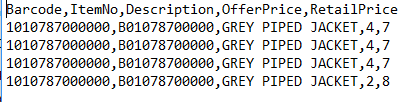 Barcode,ItemNo,Description,OfferPrice,RetailPrice
1010787000000,B01078700000,GREY PIPED JACKET,4,7
1010787000000,B01078700000,GREY PIPED JACKET,4,7
1010787000000,B01078700000,GREY PIPED JACKET,4,7
1010787000000,B01078700000,GREY PIPED JACKET,2,8